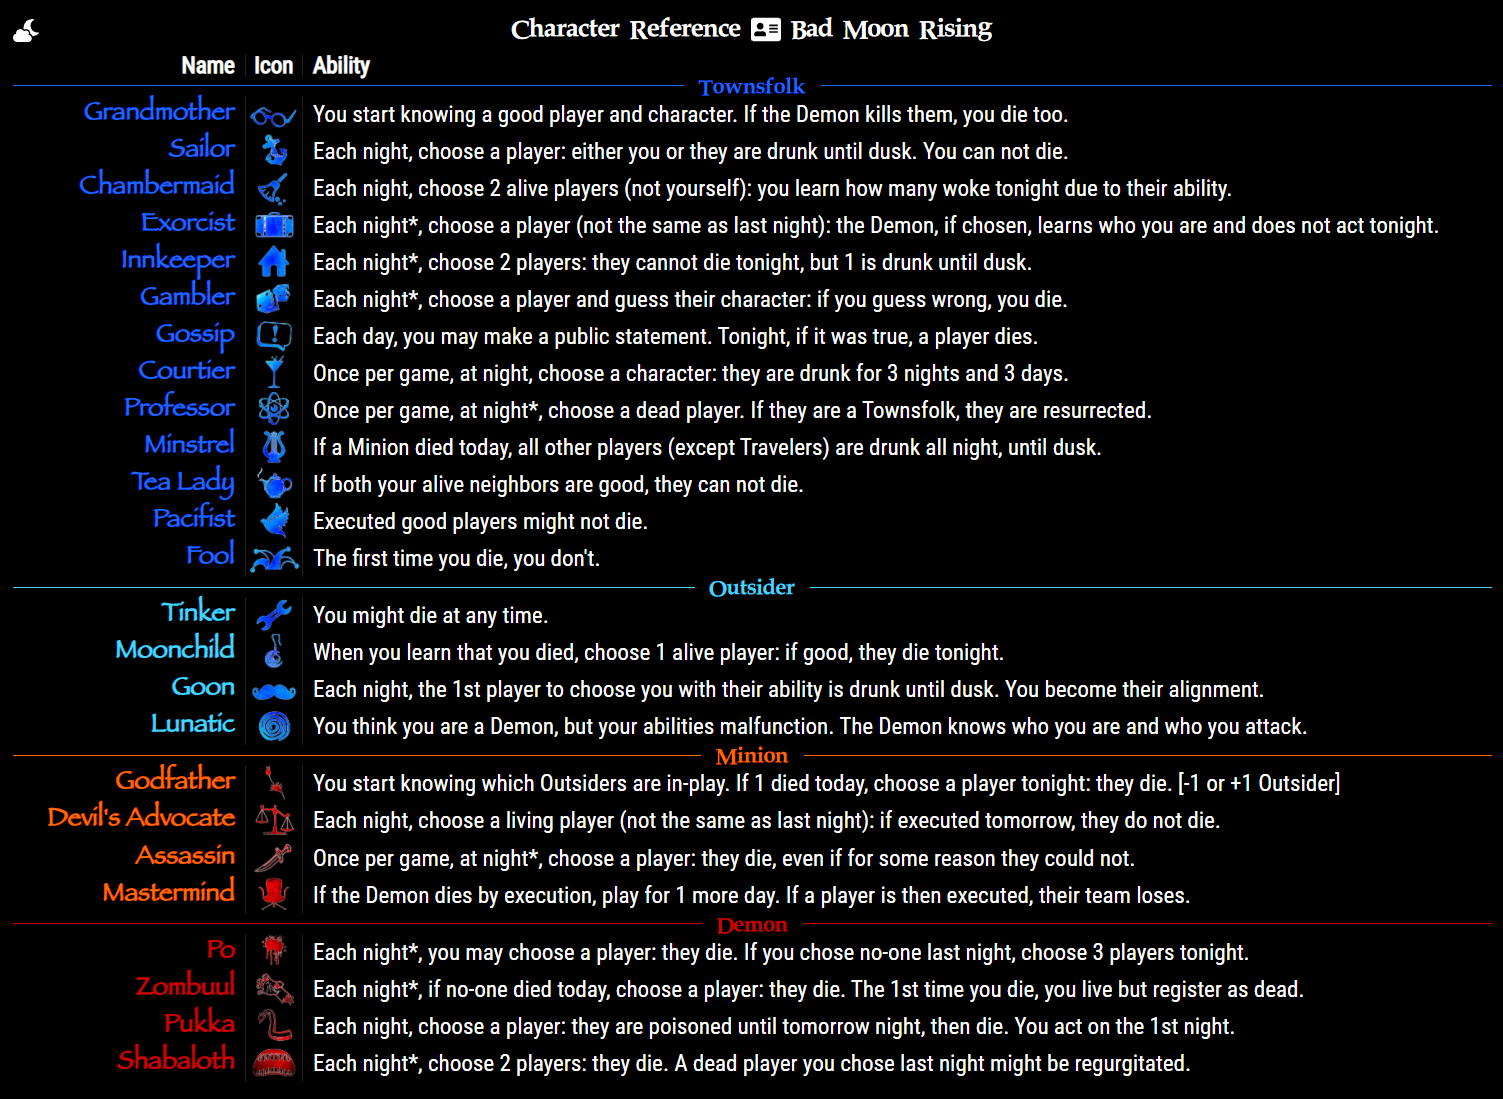 Character Reference Bad Moon Rising
Name Icon Ability
Townsfolk
Grandmother You start knowing a good player and character. If the Demon kills them, you die too.
Sailor Each night, choose a player: either you or they are drunk until dusk. You can not die.
Chambermaid Each night, choose 2 alive players (not yourself): you learn how many woke tonight due to their ability.
Exorcist Each night*, choose a player (not the same as last night): the Demon, if chosen, learns who you are and does not act tonight.
Innkeeper Each night*, choose 2 players: they cannot die tonight, but 1 is drunk until dusk.
Gambler Each night*, choose a player and guess their character: if you guess wrong, you die.
Gossip Each day, you may make a public statement. Tonight, if it was true, a player dies.
Courtier Once per game, at night, choose a character: they are drunk for 3 nights and 3 days.
Professor Once per game, at night*, choose a dead player. If they are a Townsfolk, they are resurrected.
Minstrel If a Minion died today, all other players (except Travelers) are drunk all night, until dusk.
Tea Lady If both your alive neighbors are good, they can not die.
Pacifist Executed good players might not die.
Fool The first time you die, you don't.
Outsider
Tinker You might die at any time.
Moonchild When you learn that you died, choose 1 alive player: if good, they die tonight.
Goon Each night, the 1st player to choose you with their ability is drunk until dusk. You become their alignment.
Lunatic You think you are a Demon, but your abilities malfunction. The Demon knows who you are and who you attack.
Minion
Godfather You start knowing which Outsiders are in-play. If 1 died today, choose a player tonight: they die. [-1 or +1 Outsider]
Devil's Advocate Each night, choose a living player (not the same as last night): if executed tomorrow, they do not die.
Assassin Once per game, at night*, choose a player: they die, even if for some reason they could not.
Mastermind If the Demon dies by execution, play for 1 more day. If a player is then executed, their team loses.
Demon
Po Each night*, you may choose a player: they die. If you chose no-one last night, choose 3 players tonight.
Zombuul Each night*, if no-one died today, choose a player: they die. The 1st time you die, you live but register as dead.
Pukka Each night, choose a player: they are poisoned until tomorrow night, then die. You act on the 1st night.
Shabaloth Each night*, choose 2 players: they die. A dead player you chose last night might be regurgitated.